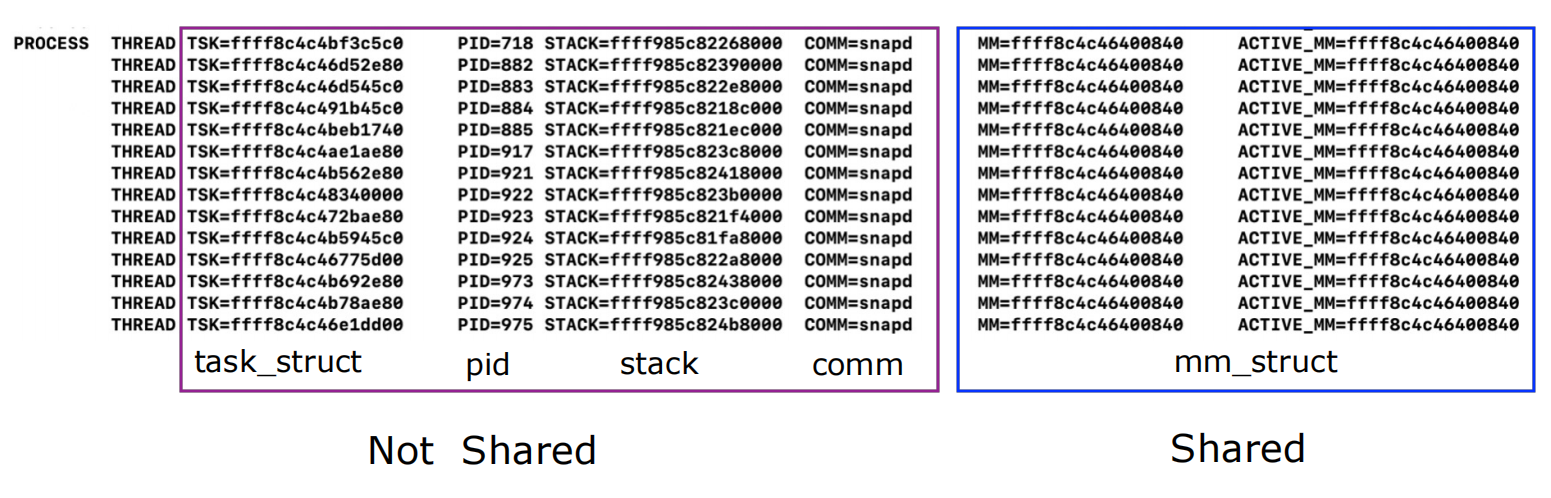 PROCESS THREAD TSK=ffff8c4c4bf3c5c0 PID=718 STACK=ffff985c82268000 COMM=snapd MM=ffff8c4c46400840 ACTIVE_MM=ffff8c4c46400840
THREAD TSK=ffff8c4c46d52e80 PID=882 STACK=ffff985c82390000 COMM=snapd MM=ffff8c4c46400840 ACTIVE_MM=ffff8c4c46400840
THREAD TSK=ffff8c4c46d545c0 PID=883 STACK=ffff985c822e8000 COMM=snapd MM=ffff8c4c46400840 ACTIVE_MM=ffff8c4c46400840
THREAD TSK=ffff8c4c491b45c0 PID=884 STACK=ffff985c8218c000 COMM=snapd MM=ffff8c4c46400840 ACTIVE_MM=ffff8c4c46400840
THREAD TSK=ffff8c4c4beb1740 PID=885 STACK=ffff985c821ec000 COMM=snapd MM=ffff8c4c46400840 ACTIVE_MM=ffff8c4c46400840
THREAD TSK=ffff8c4c4ae1ae80 PID=917 STACK=ffff985c823c8000 COMM=snapd MM=ffff8c4c46400840 ACTIVE_MM=ffff8c4c46400840
THREAD TSK=ffff8c4c4b562e80 PID=921 STACK=ffff985c82418000 COMM=snapd MM=ffff8c4c46400840 ACTIVE_MM=ffff8c4c46400840
THREAD TSK=ffff8c4c48340000 PID=922 STACK=ffff985c823b0000 COMM=snapd MM=ffff8c4c46400840 ACTIVE_MM=ffff8c4c46400840
THREAD TSK=ffff8c4c472bae80 PID=923 STACK=ffff985c821f4000 COMM=snapd MM=ffff8c4c46400840 ACTIVE_MM=ffff8c4c46400840
THREAD TSK=ffff8c4c4b5945c0 PID=924 STACK=ffff985c81fa8000 COMM=snapd MM=ffff8c4c46400840 ACTIVE_MM=ffff8c4c46400840
THREAD TSK=ffff8c4c46775d00 PID=925 STACK=ffff985c822a8000 COMM=snapd MM=ffff8c4c46400840 ACTIVE_MM=ffff8c4c46400840
THREAD TSK=ffff8c4c4b692e80 PID=973 STACK=ffff985c82438000 COMM=snapd MM=ffff8c4c46400840 ACTIVE_MM=ffff8c4c46400840
THREAD TSK=ffff8c4c4b78ae80 PID=974 STACK=ffff985c823c0000 COMM=snapd MM=ffff8c4c46400840 ACTIVE_MM=ffff8c4c46400840
THREAD TSK=ffff8c4c46e1dd00 PID=975 STACK=ffff985c824b8000 COMM=snapd MM=ffff8c4c46400840 ACTIVE_MM=ffff8c4c46400840
task_struct pid stack comm mm_struct
Not Shared Shared